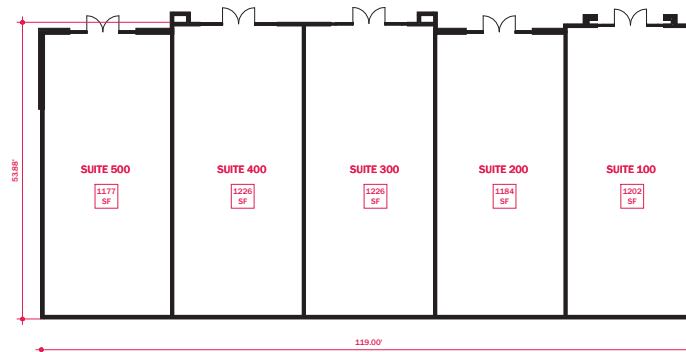 SUITE 500
1177
SF
SUITE 400
1226
SF
SUITE 300
1226
SF
SUITE 200
1184
SF
SUITE 100
1202
SF
53.88'
119.00'